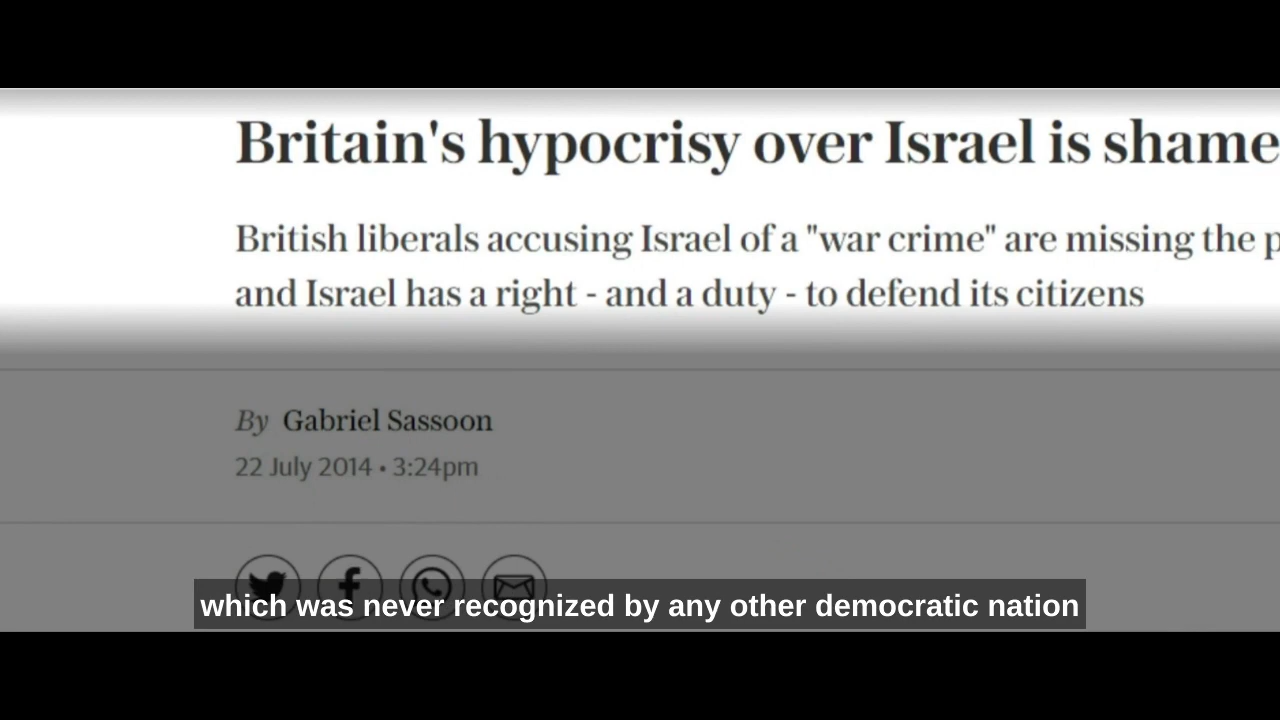 Britain's hypocrisy over Israel is shame
British liberals accusing Israel of a "war crime" are missing the p
and Israel has a right - and a duty - to defend its citizens
By Gabriel Sassoon
22 July 2014 • 3:24pm
which was never recognized by any other democratic nation